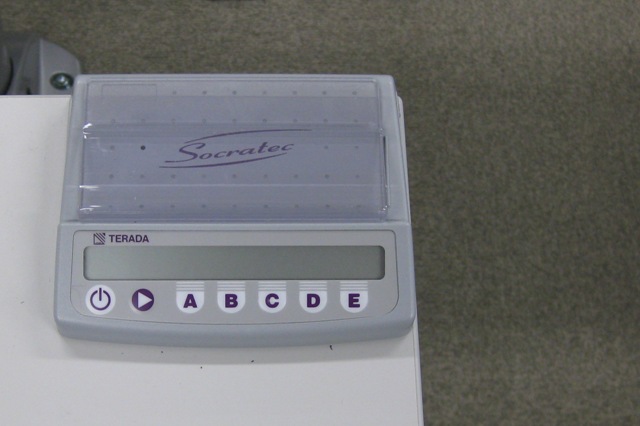 Socratec
TERADA
A B C D E